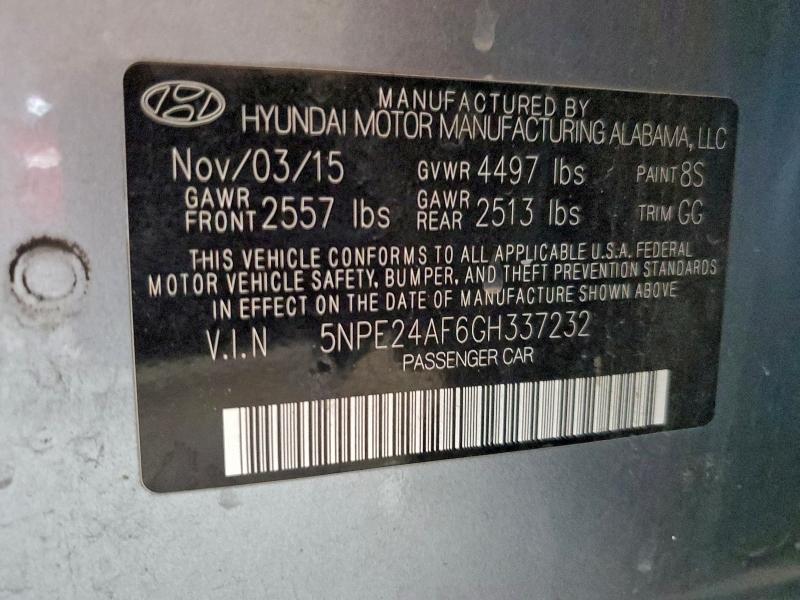 MANUFACTURED BY
HYUNDAI MOTOR MANUFACTURING ALABAMA, LLC
Nov/03/15 GVWR 4497 lbs PAINT 8S
GAWR FRONT 2557 lbs GAWR REAR 2513 lbs TRIM GG
THIS VEHICLE CONFORMS TO ALL APPLICABLE U.S.A. FEDERAL
MOTOR VEHICLE SAFETY, BUMPER, AND THEFT PREVENTION STANDARDS
IN EFFECT ON THE DATE OF MANUFACTURE SHOWN ABOVE
V.I.N 5NPE24AF6GH337232
PASSENGER CAR